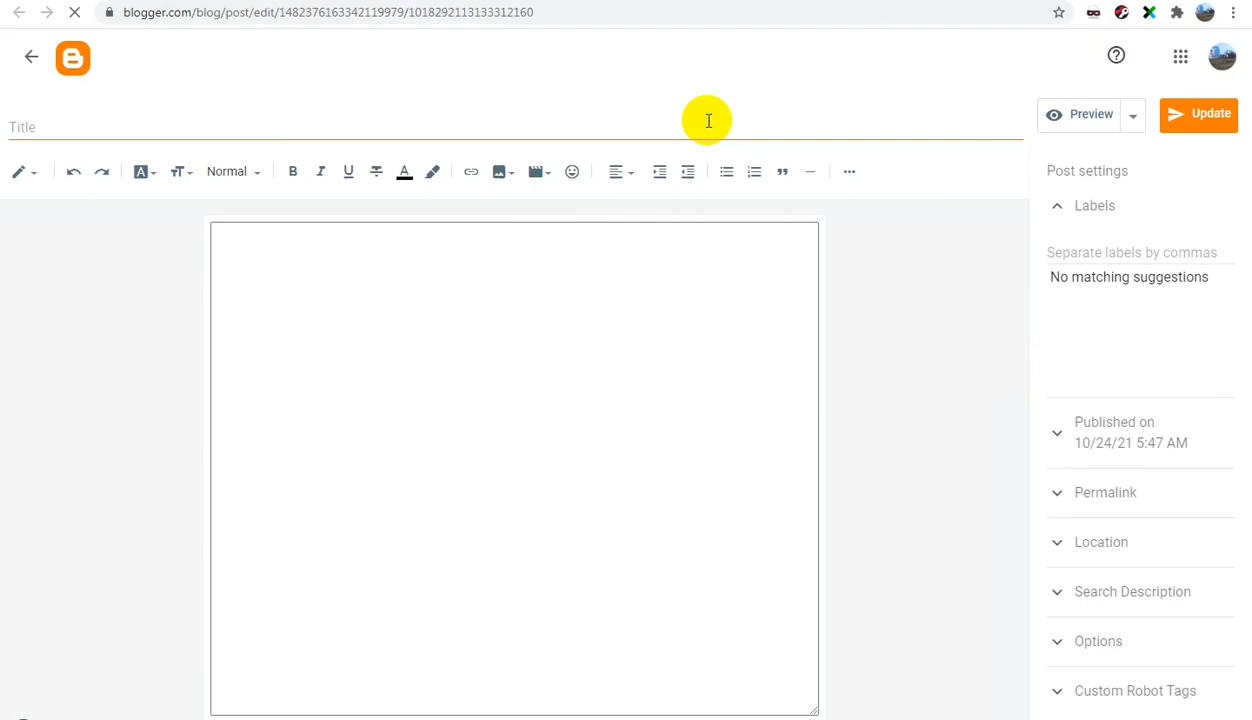 blogger.com/blog/post/edit/1482376163342119979/1018292113133312160
Title
Preview
Update
Normal
B I U A
Post settings
Labels
Separate labels by commas
No matching suggestions
Published on
10/24/21 5:47 AM
Permalink
Location
Search Description
Options
Custom Robot Tags